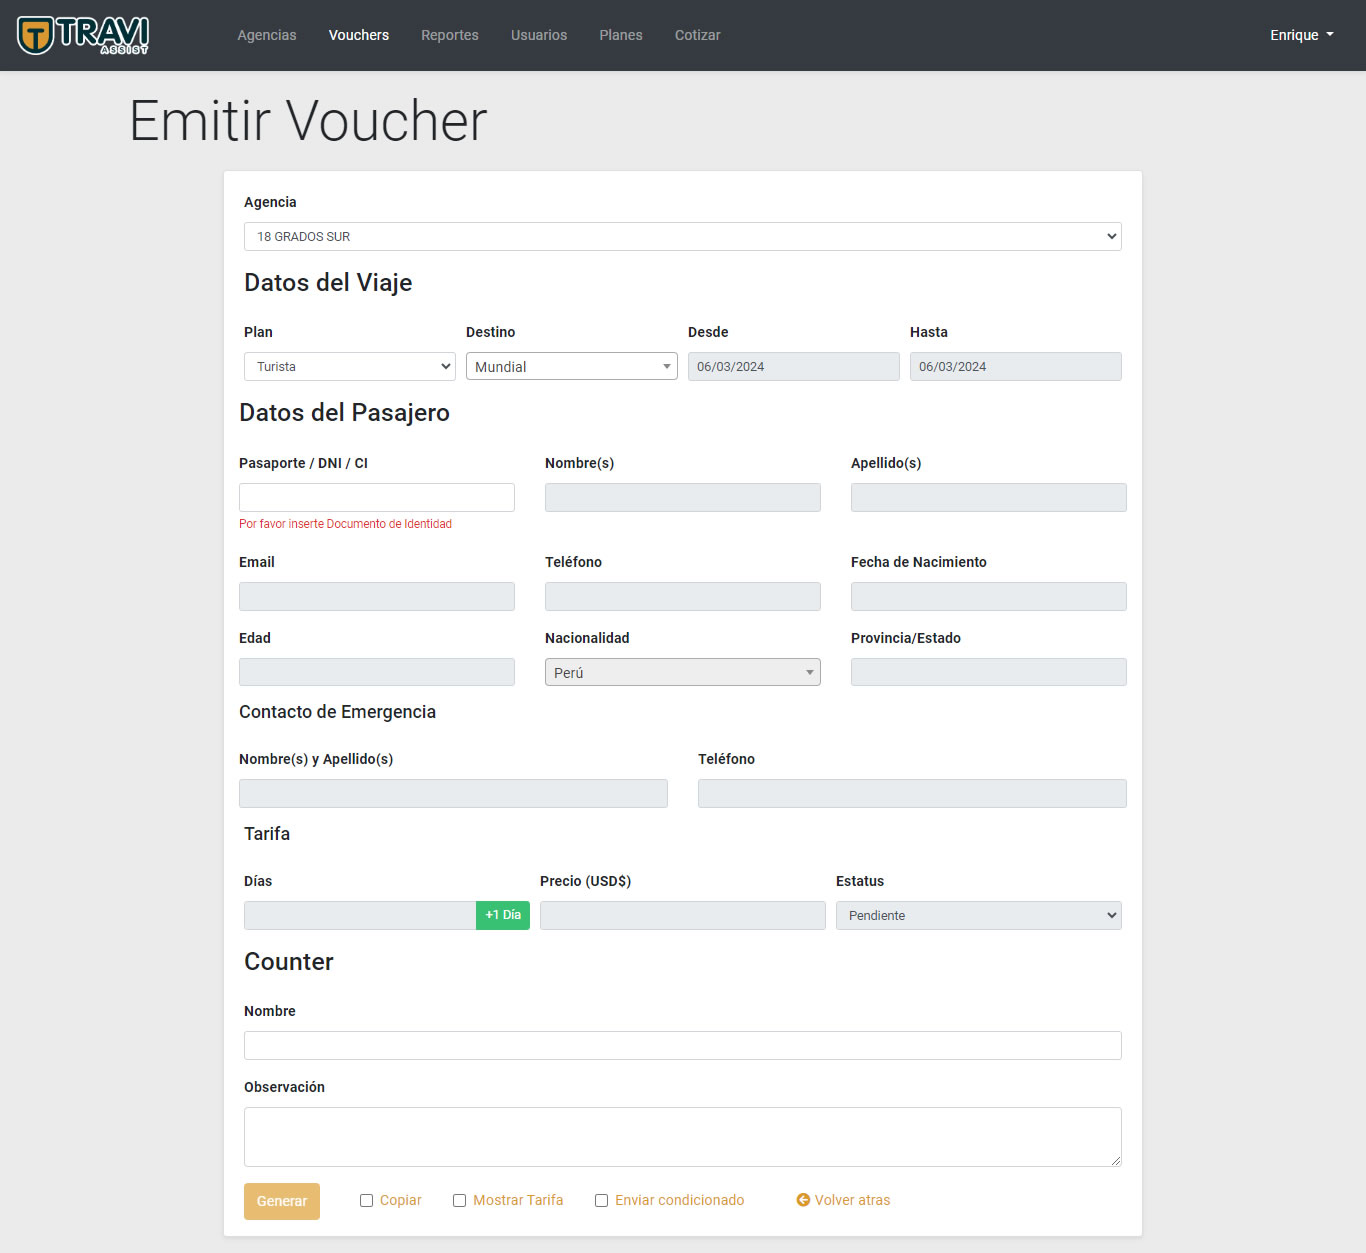 TRAVI
ASSIST
Agencias Vouchers Reportes Usuarios Planes Cotizar Enrique
Emitir Voucher
Agencia
18 GRADOS SUR
Datos del Viaje
Plan Destino Desde Hasta
Turista Mundial 06/03/2024 06/03/2024
Datos del Pasajero
Pasaporte / DNI / CI Nombre(s) Apellido(s)
Por favor inserte Documento de Identidad
Email Teléfono Fecha de Nacimiento
Edad Nacionalidad Provincia/Estado
Perú
Contacto de Emergencia
Nombre(s) y Apellido(s) Teléfono
Tarifa
Días Precio (USD$) Estatus
+1 Día Pendiente
Counter
Nombre
Observación
Generar Copiar Mostrar Tarifa Enviar condicionado Volver atras